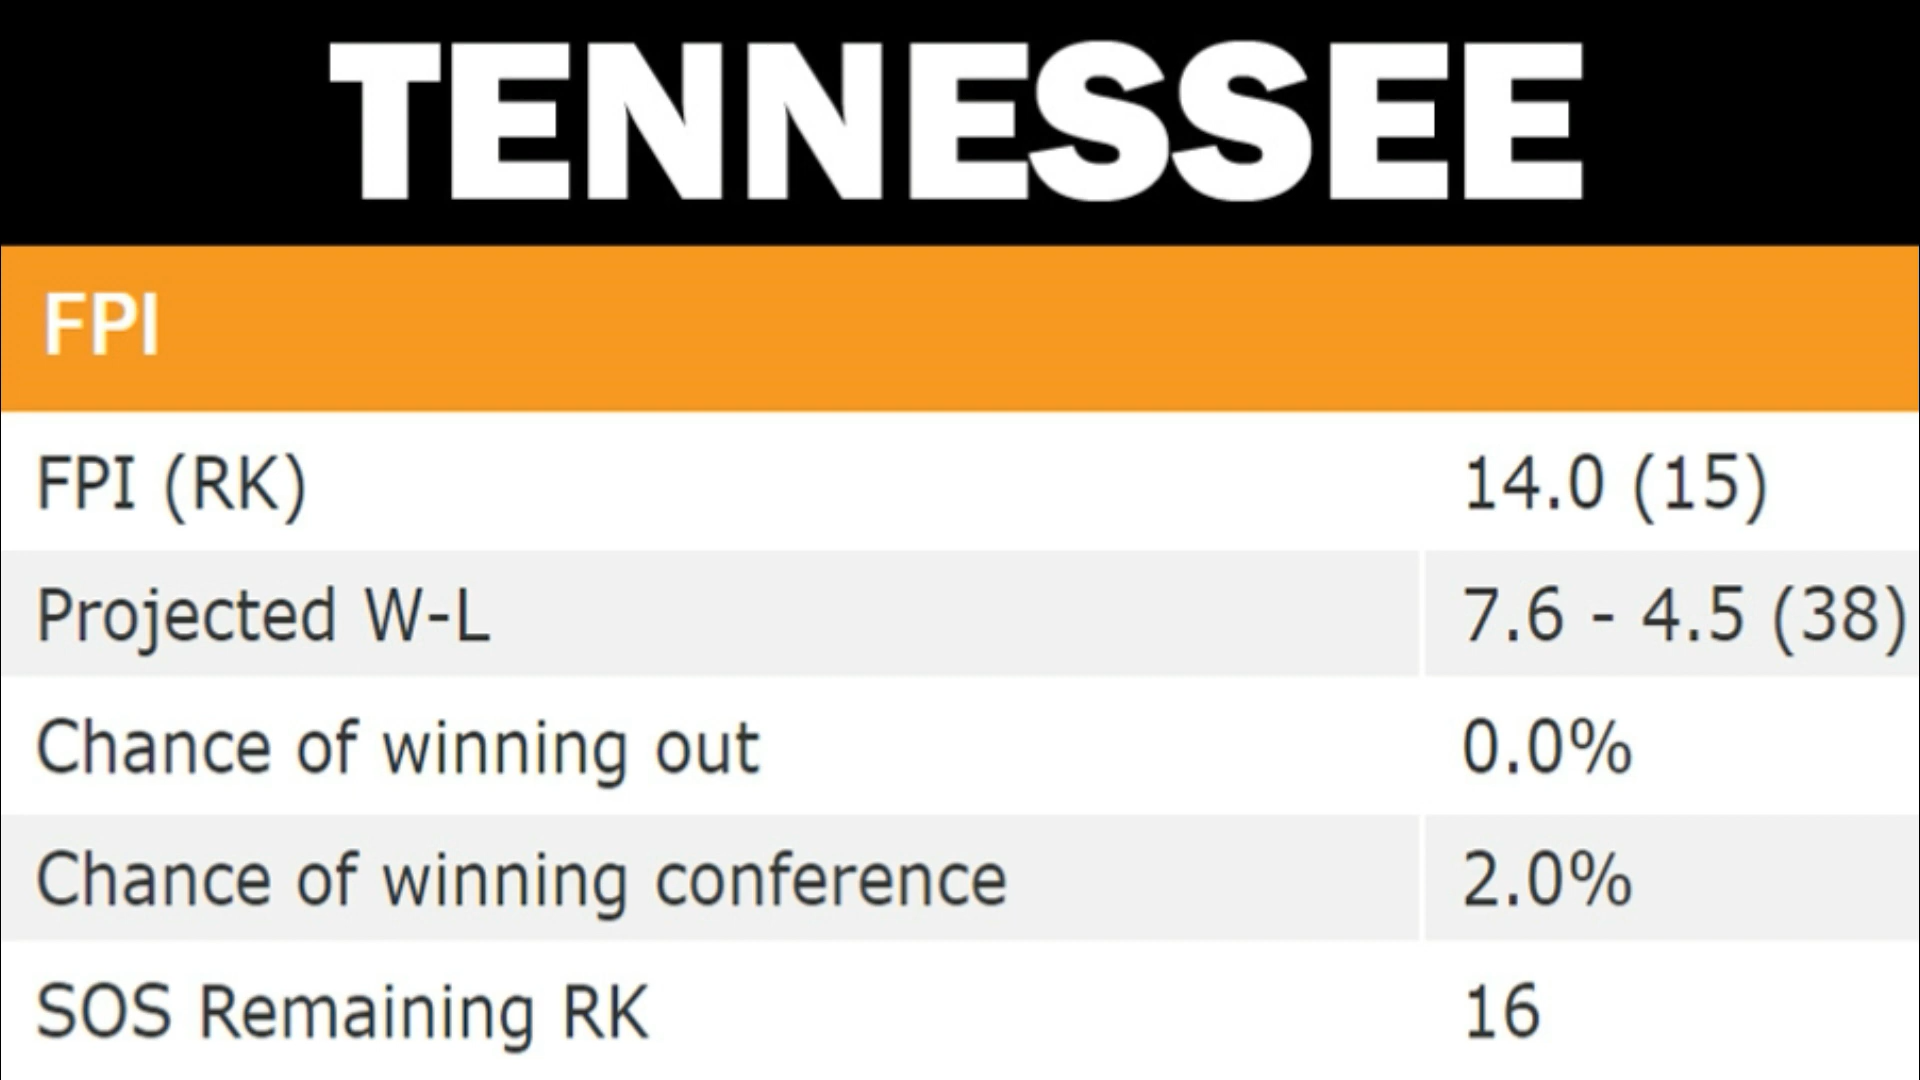 TENNESSEE
FPI
FPI (RK) 14.0 (15)
Projected W-L 7.6 - 4.5 (38)
Chance of winning out 0.0%
Chance of winning conference 2.0%
SOS Remaining RK 16